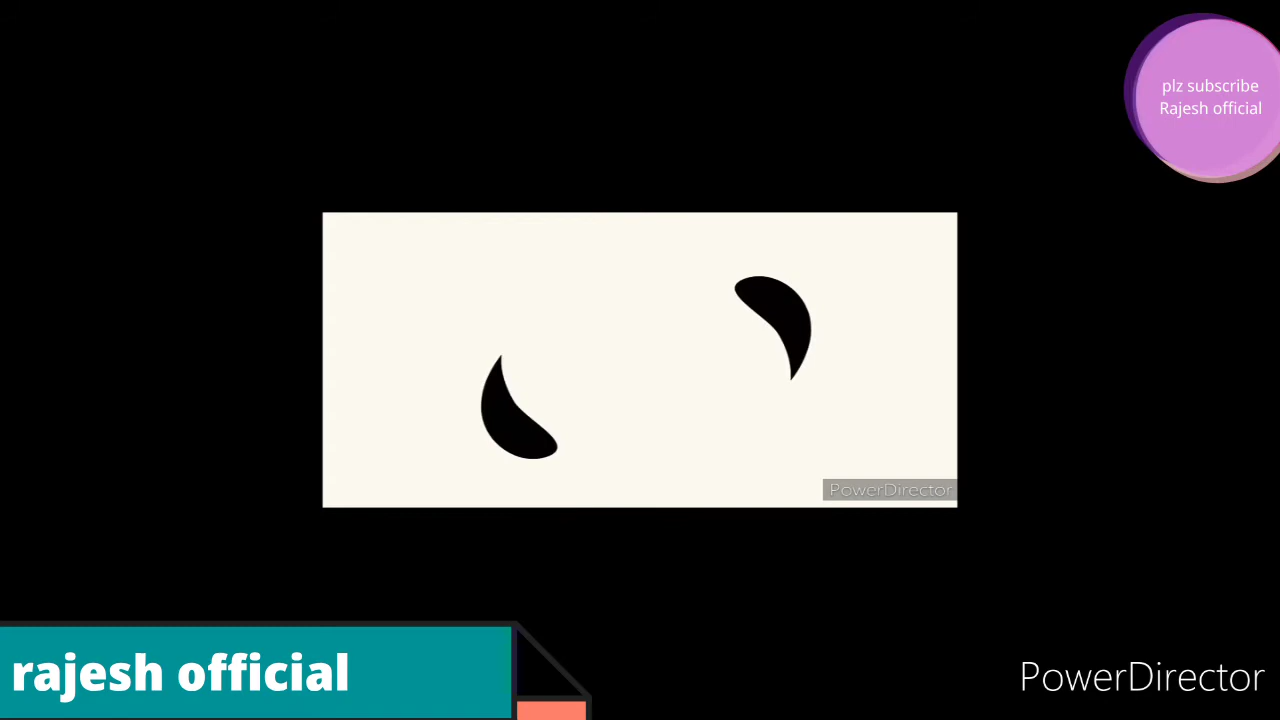 plz subscribe
Rajesh official
PowerDirector
rajesh official
PowerDirector